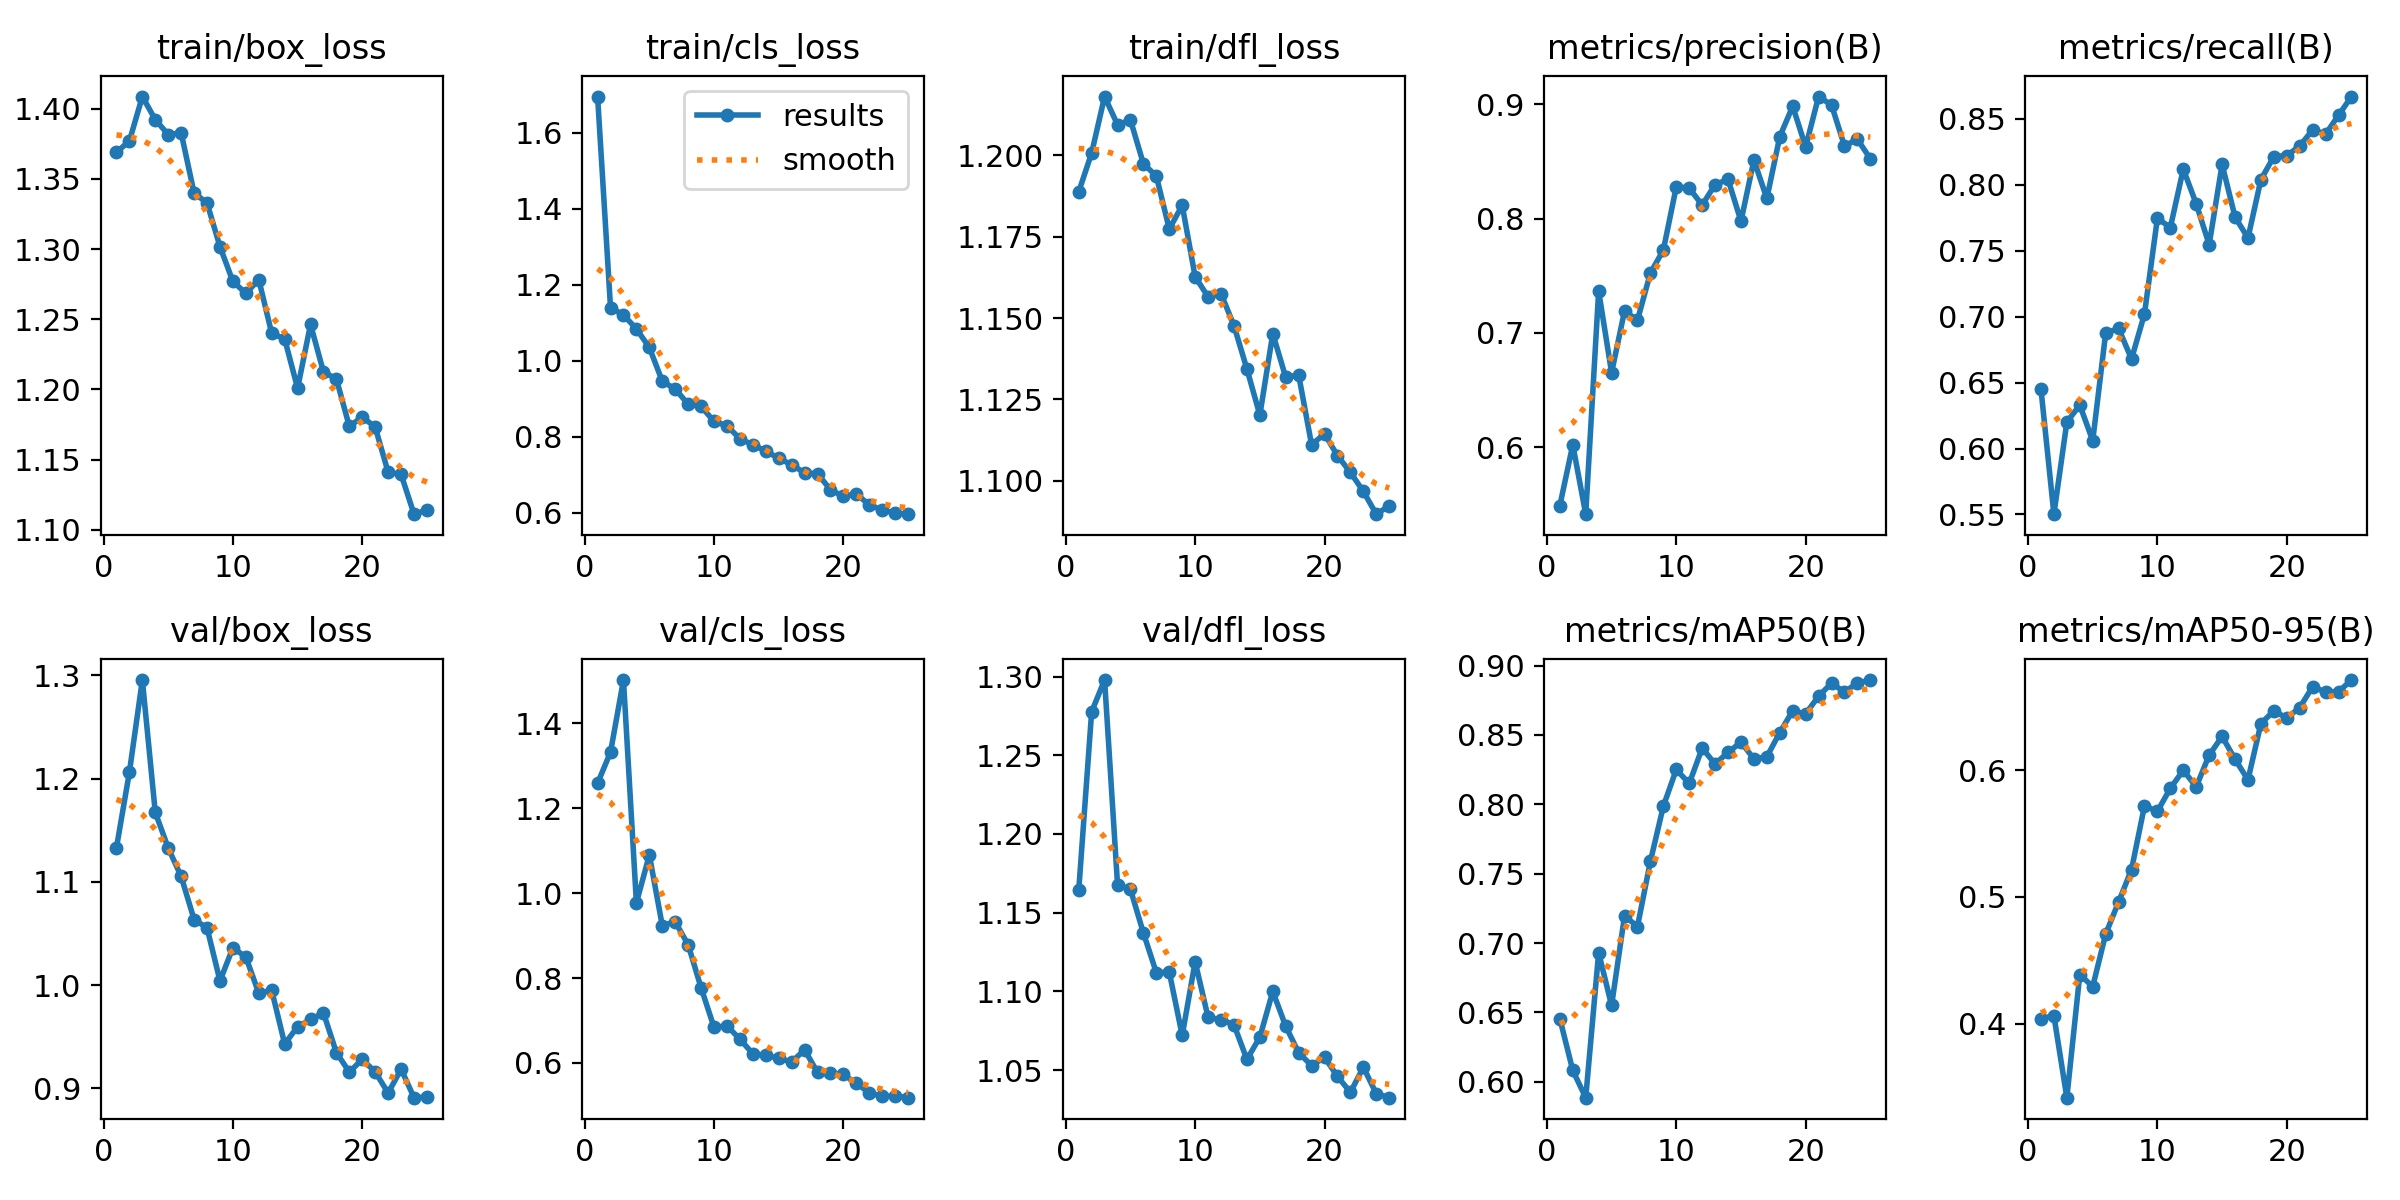 train/box_loss
1.40
1.35
1.30
1.25
1.20
1.15
1.10
0 10 20
train/cls_loss
results
smooth
1.6
1.4
1.2
1.0
0.8
0.6
0 10 20
train/dfl_loss
1.200
1.175
1.150
1.125
1.100
0 10 20
metrics/precision(B)
0.9
0.8
0.7
0.6
0 10 20
metrics/recall(B)
0.85
0.80
0.75
0.70
0.65
0.60
0.55
0 10 20
val/box_loss
1.3
1.2
1.1
1.0
0.9
0 10 20
val/cls_loss
1.4
1.2
1.0
0.8
0.6
0 10 20
val/dfl_loss
1.30
1.25
1.20
1.15
1.10
1.05
0 10 20
metrics/mAP50(B)
0.90
0.85
0.80
0.75
0.70
0.65
0.60
0 10 20
metrics/mAP50-95(B)
0.6
0.5
0.4
0 10 20